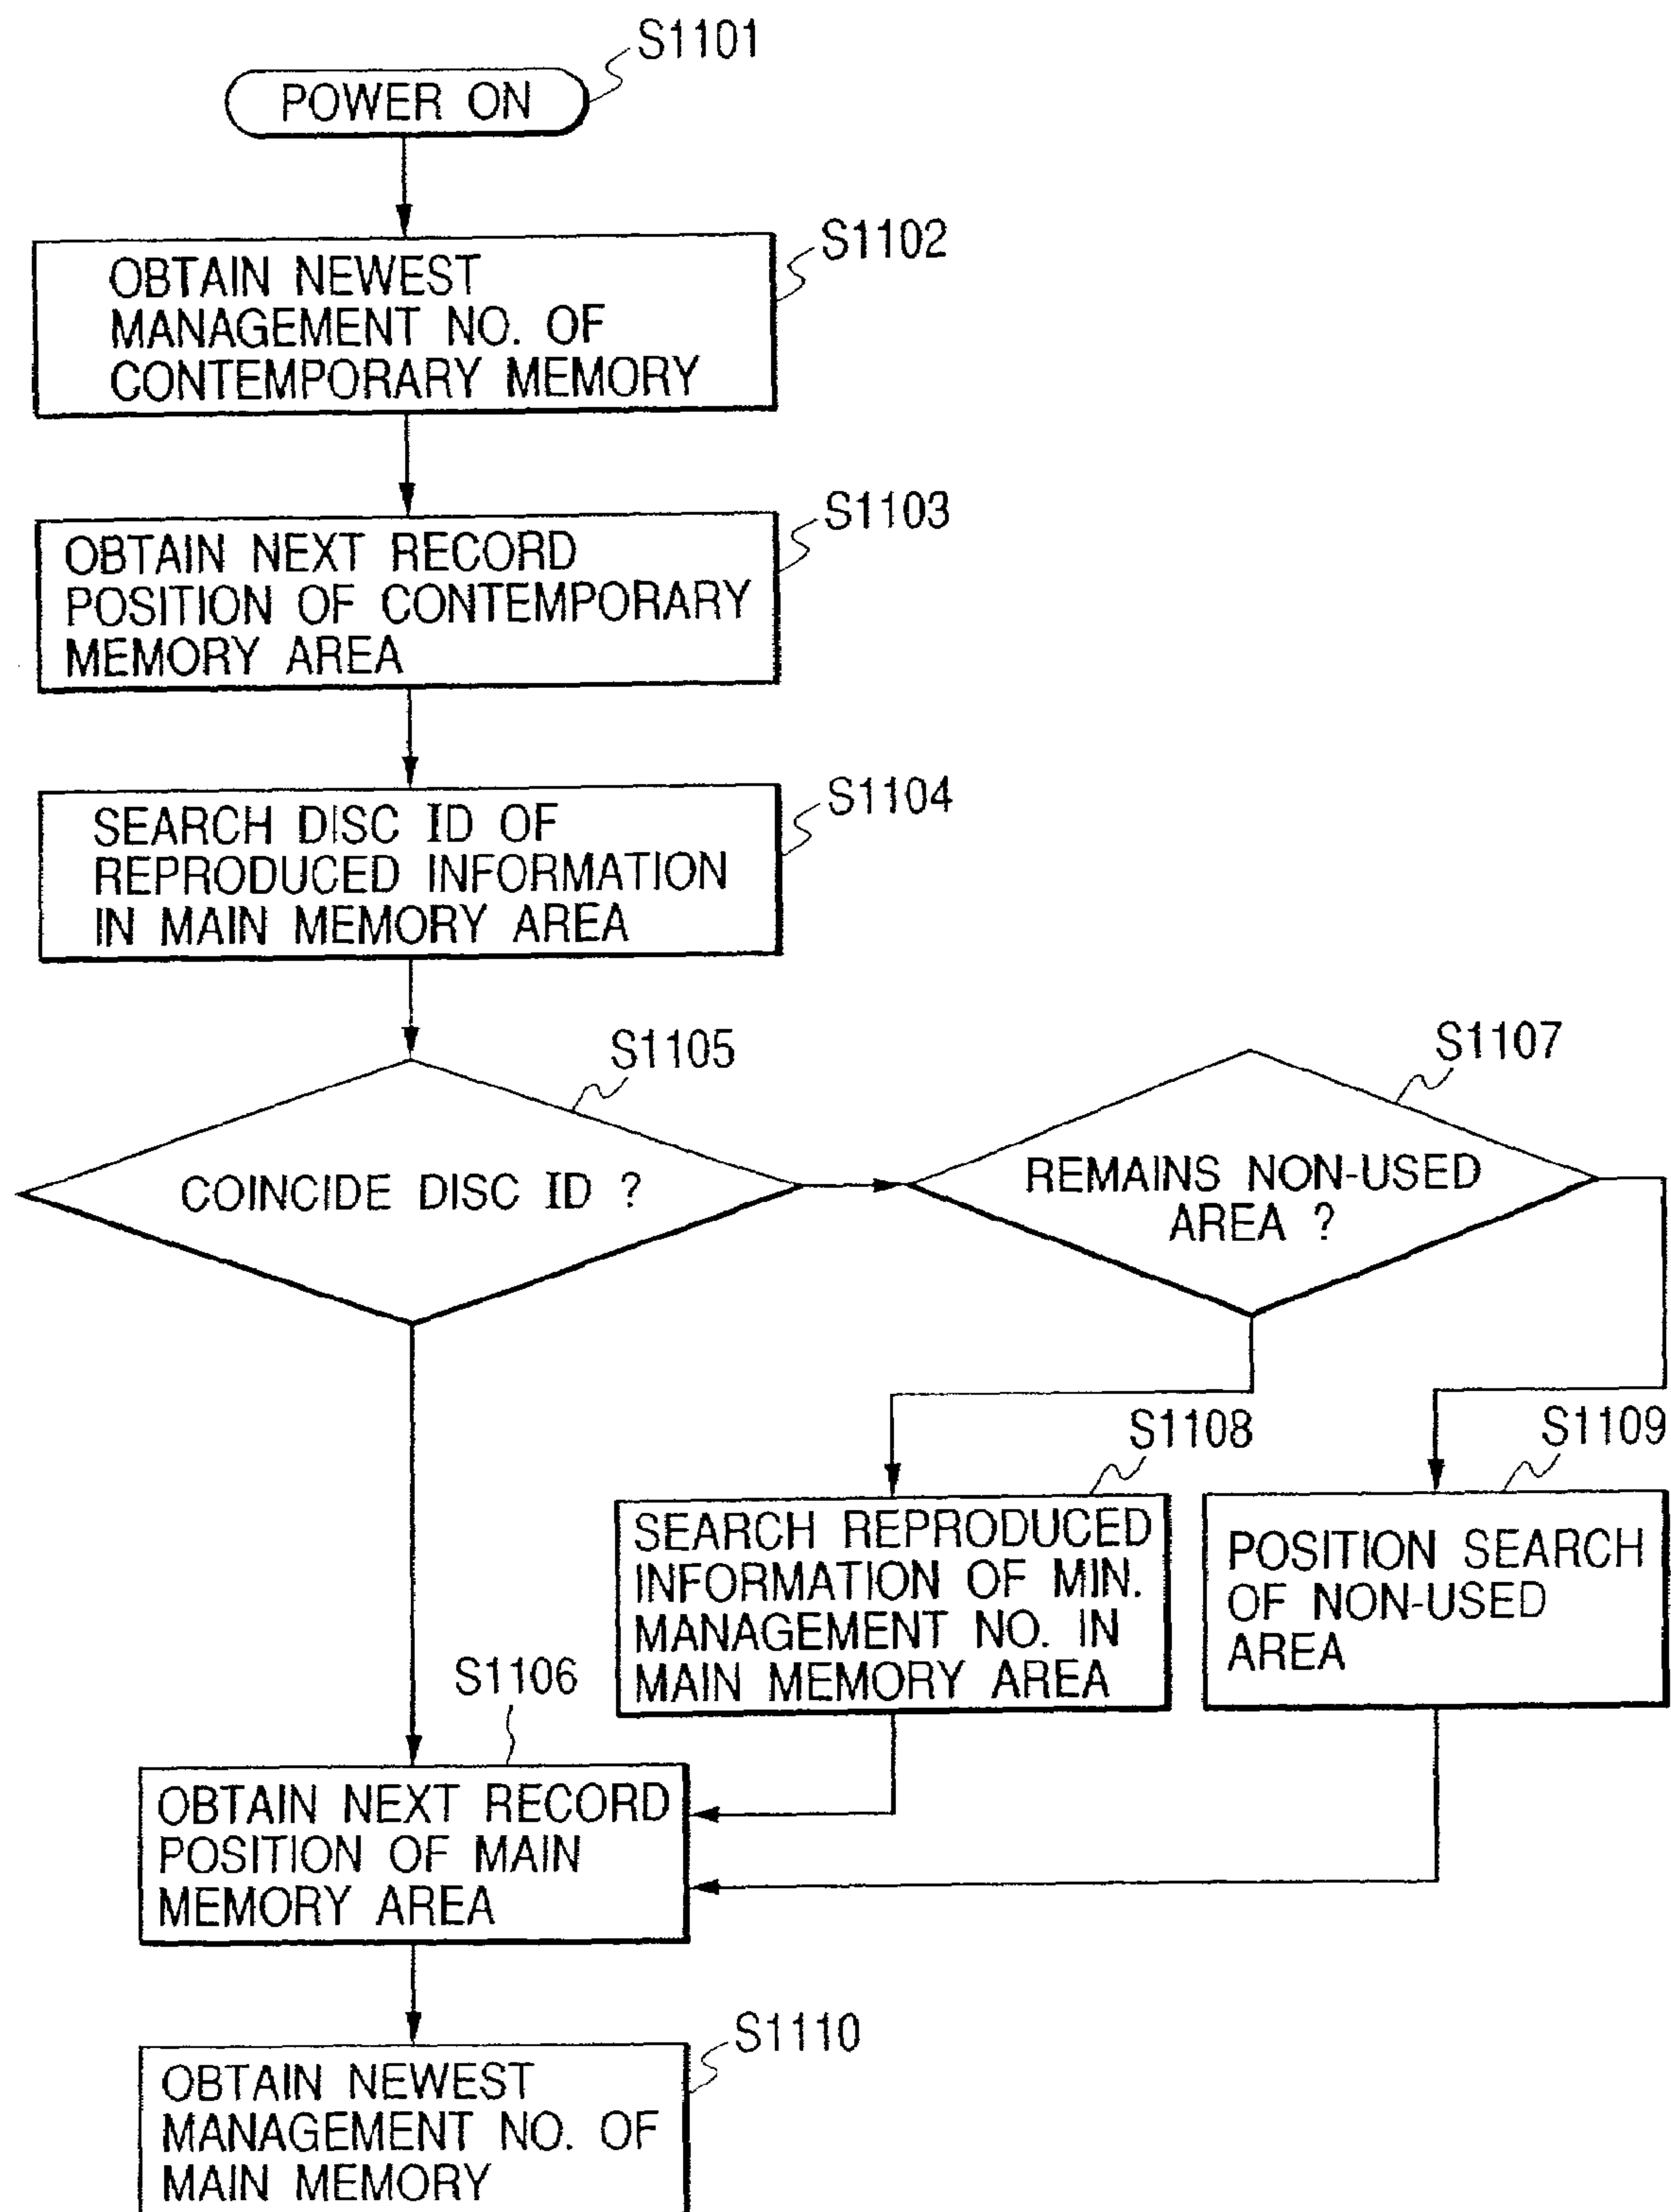 S1101
POWER ON
S1102
OBTAIN NEWEST
MANAGEMENT NO. OF
CONTEMPORARY MEMORY
S1103
OBTAIN NEXT RECORD
POSITION OF CONTEMPORARY
MEMORY AREA
S1104
SEARCH DISC ID OF
REPRODUCED INFORMATION
IN MAIN MEMORY AREA
S1105
COINCIDE DISC ID ?
S1107
REMAINS NON-USED
AREA ?
S1108
SEARCH REPRODUCED
INFORMATION OF MIN.
MANAGEMENT NO. IN
MAIN MEMORY AREA
S1109
POSITION SEARCH
OF NON-USED
AREA
S1106
OBTAIN NEXT RECORD
POSITION OF MAIN
MEMORY AREA
S1110
OBTAIN NEWEST
MANAGEMENT NO. OF
MAIN MEMORY